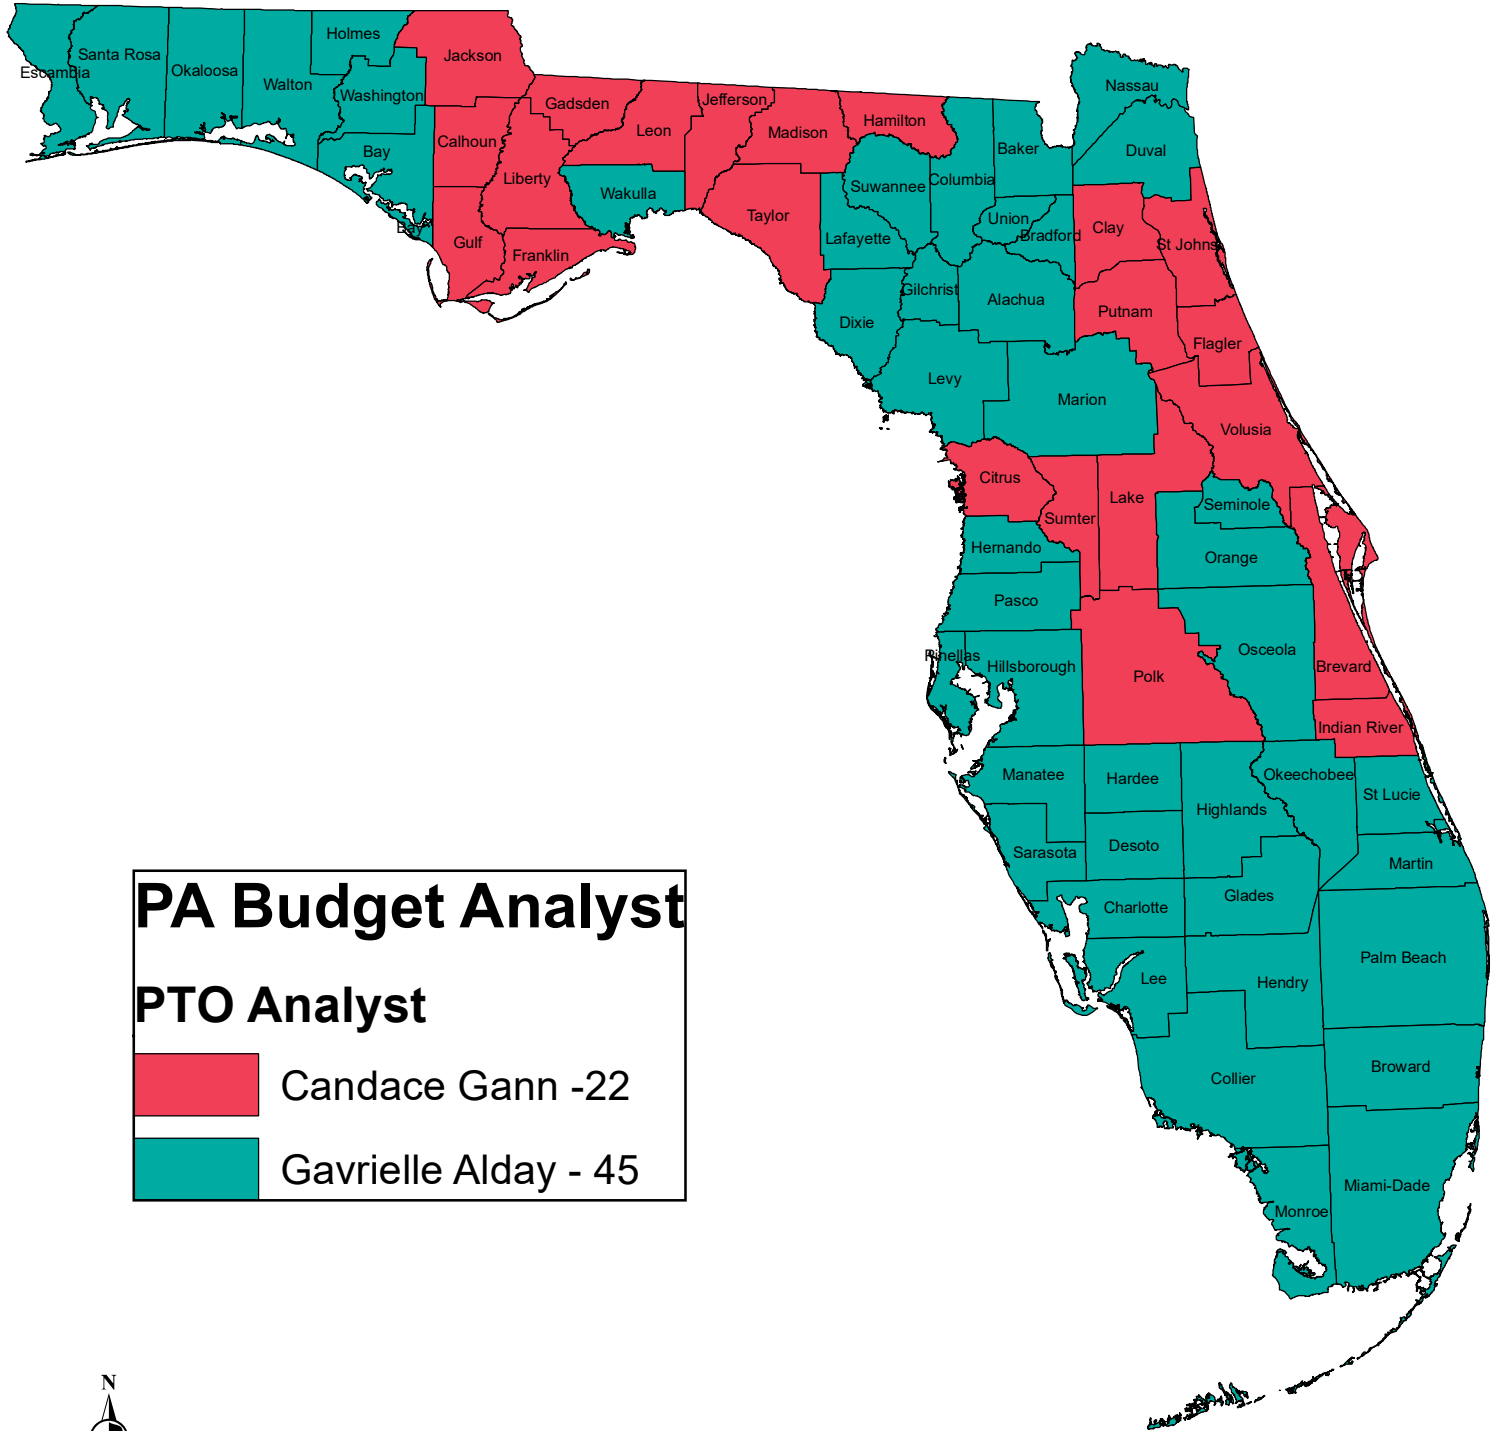 Holmes
Jackson
Santa Rosa
Escambia
Okaloosa
Walton
Washington
Nassau
Gadsden
Jefferson
Leon
Madison
Hamilton
Calhoun
Baker
Duval
Bay
Liberty
Wakulla
Suwannee
Columbia
Taylor
Union
Bay
Gulf
Franklin
Lafayette
Bradford
Clay
St Johns
Gilchrist
Alachua
Dixie
Putnam
Flagler
Levy
Marion
Volusia
Citrus
Lake
Sumter
Seminole
Hernando
Orange
Pasco
Pinellas
Hillsborough
Polk
Osceola
Brevard
Indian River
Manatee
Hardee
Okeechobee
St Lucie
Highlands
Sarasota
Desoto
Martin
Charlotte
Glades
Palm Beach
Lee
Hendry
Collier
Broward
Miami-Dade
Monroe
PA Budget Analyst
PTO Analyst
Candace Gann -22
Gavrielle Alday - 45
N